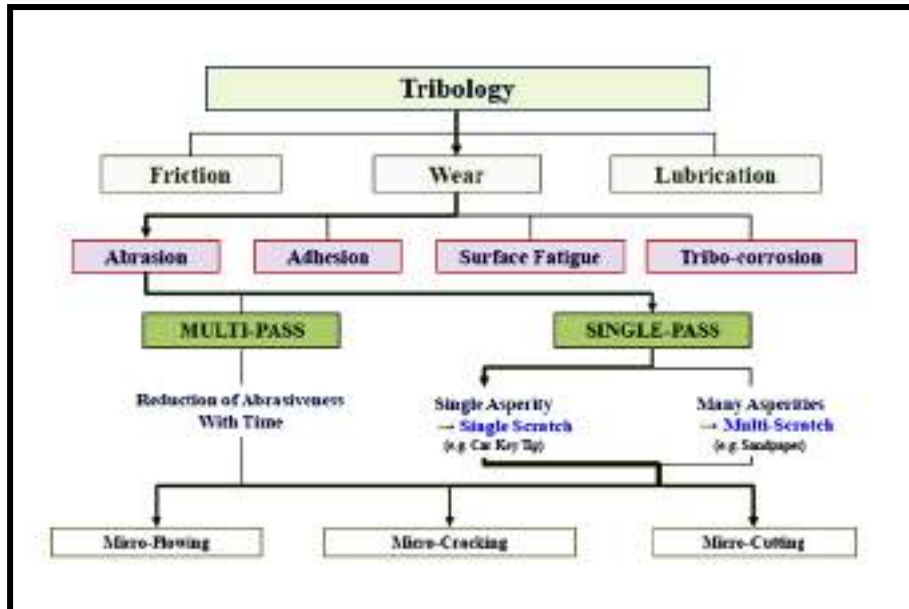 Tribology
Friction
Wear
Lubrication
Abrasion
Adhesion
Surface Fatigue
Tribo-corrosion
MULTI-PASS
SINGLE-PASS
Reduction of Abrasiveness
With Time
Single Asperity
→ Single Scratch
(e.g. Car Key Tip)
Many Asperities
→ Multi-Scratch
(e.g. Sandpaper)
Micro-Plowing
Micro-Cracking
Micro-Cutting